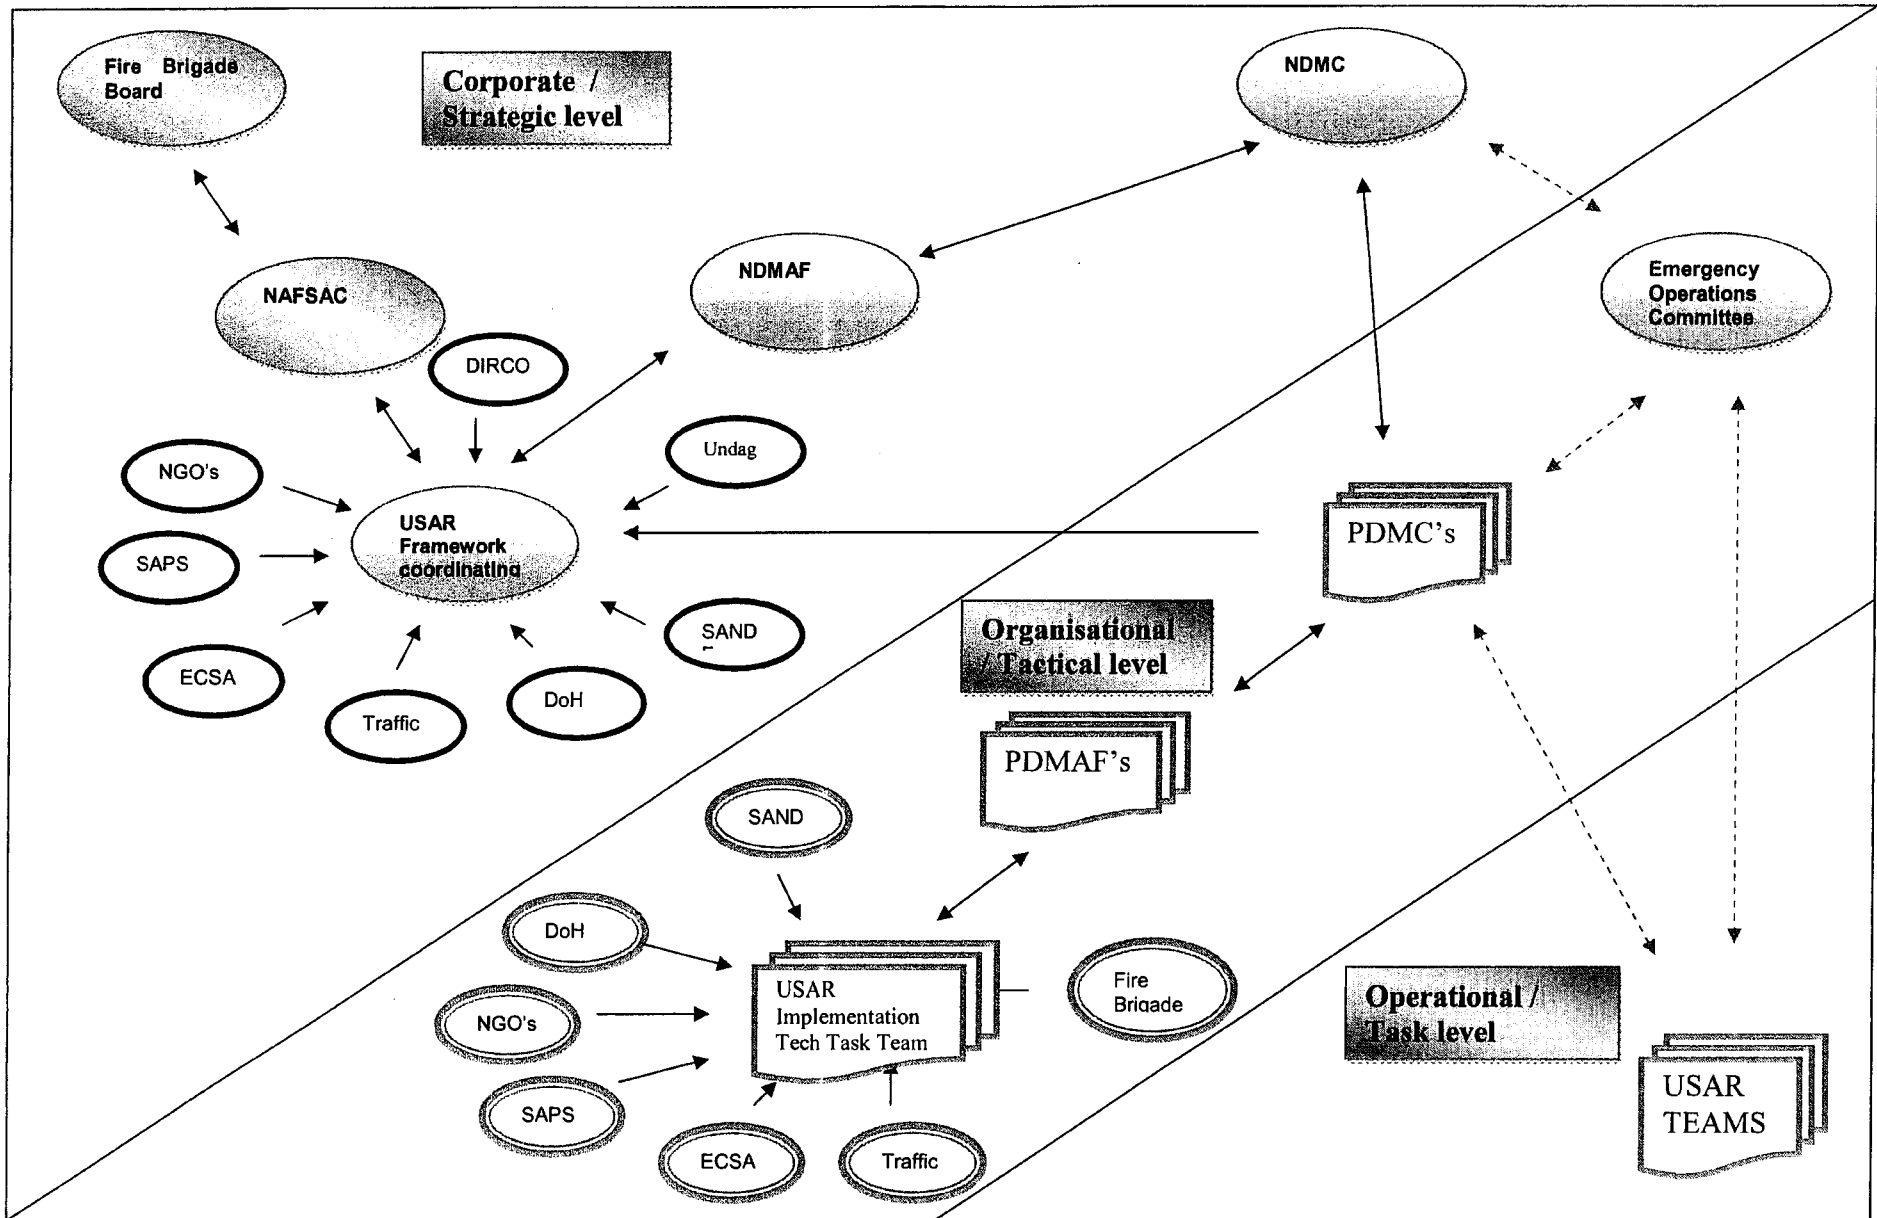 Fire Brigade
Board
Corporate /
Strategic level
NDMC
NAFSAC
NDMAF
Emergency
Operations
Committee
DIRCO
Undag
NGO's
USAR
Framework
coordinating
PDMC's
SAPS
SAND
ECSA
Traffic
DoH
Organisational
/ Tactical level
PDMAF's
SAND
DoH
NGO's
USAR
Implementation
Tech Task Team
Fire
Brigade
Operational /
Task level
SAPS
ECSA
Traffic
USAR
TEAMS